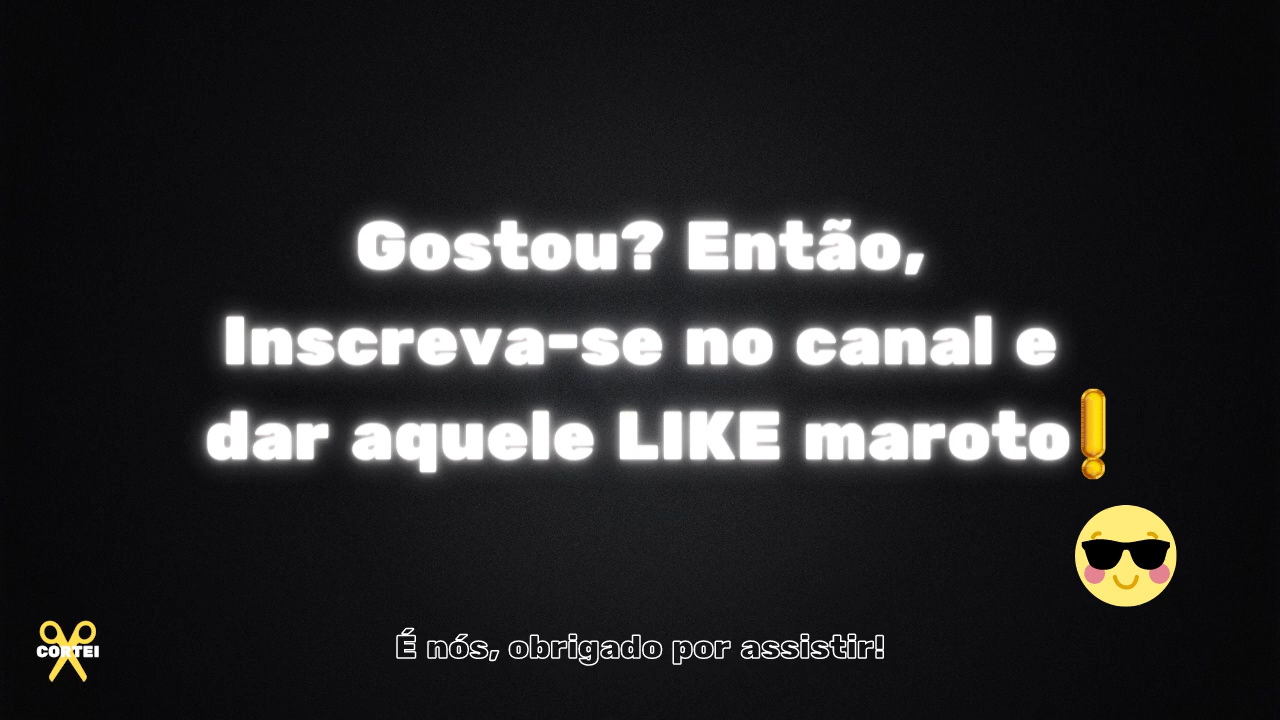 Gostou? Então,
Inscreva-se no canal e
dar aquele LIKE maroto!
É nós, obrigado por assistir!
CORTEI